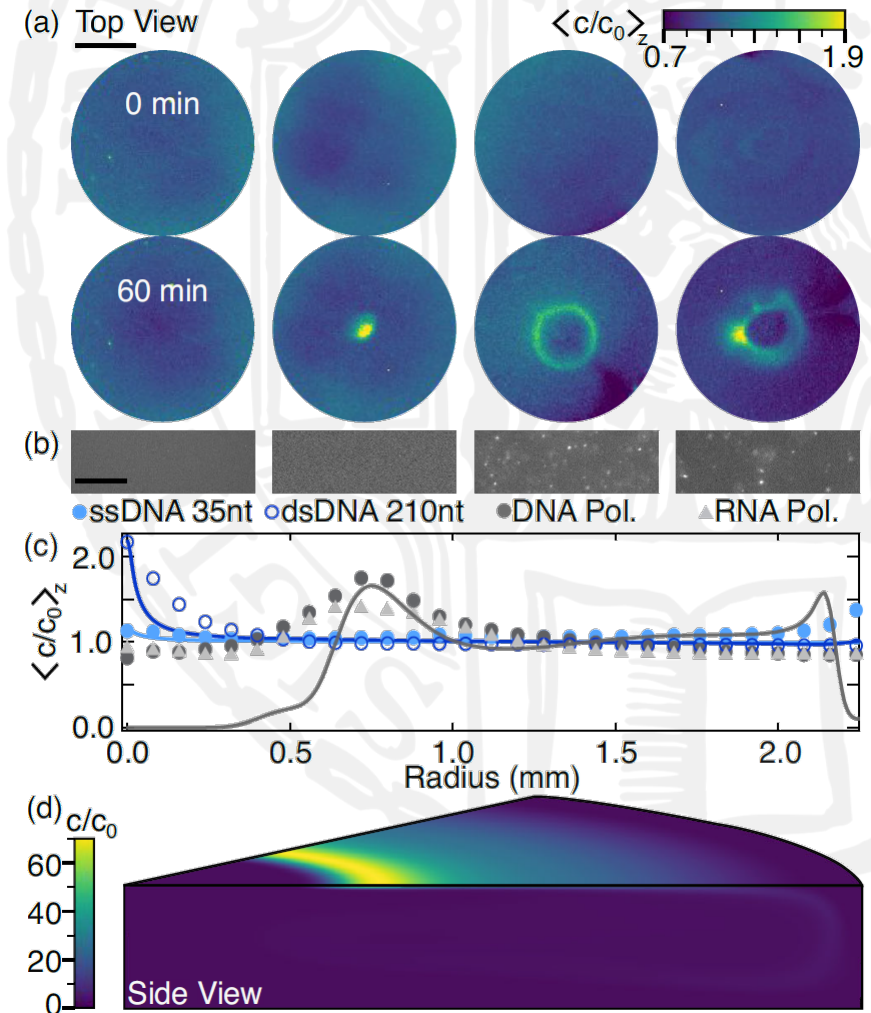 (a) Top View
⟨c/c₀⟩z
0.7 1.9
0 min
60 min
(b)
ssDNA 35nt dsDNA 210nt DNA Pol. RNA Pol.
(c)
⟨c/c₀⟩z
2.0
1.0
0.0
0.0 0.5 1.0 1.5 2.0
Radius (mm)
(d) c/c₀
60
40
20
0
Side View